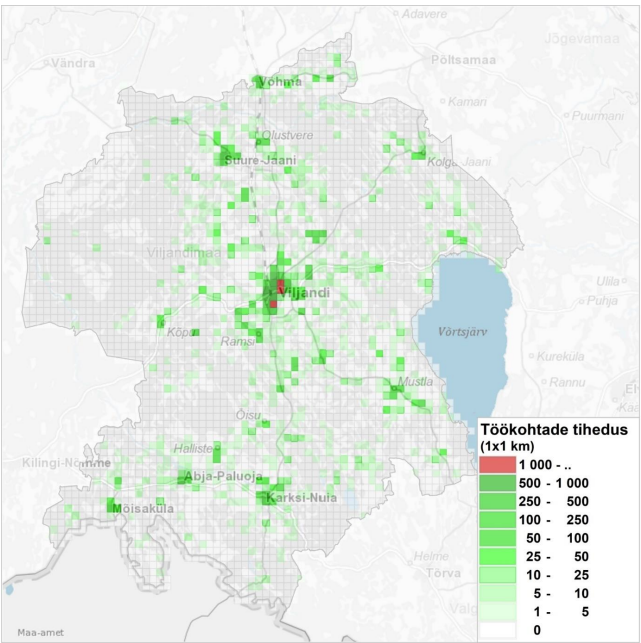 Adavere
Jõgevamaa
Vändra
Põltsamaa
Võhma
Kamari
Puurmani
Olustvere
Suure-Jaani
Kolga-Jaani
Viljandimaa
Viljandi
Ulila
Puhja
Võrtsjärv
Kõpu
Ramsi
Kureküla
Rannu
Mustla
Õisu
Halliste
Kilingi-Nõmme
Abja-Paluoja
Karksi-Nuia
Mõisaküla
Helme
Tõrva
Töökohtade tihedus
(1x1 km)
1 000 - ..
500 - 1 000
250 - 500
100 - 250
50 - 100
25 - 50
10 - 25
5 - 10
1 - 5
0
Maa-amet